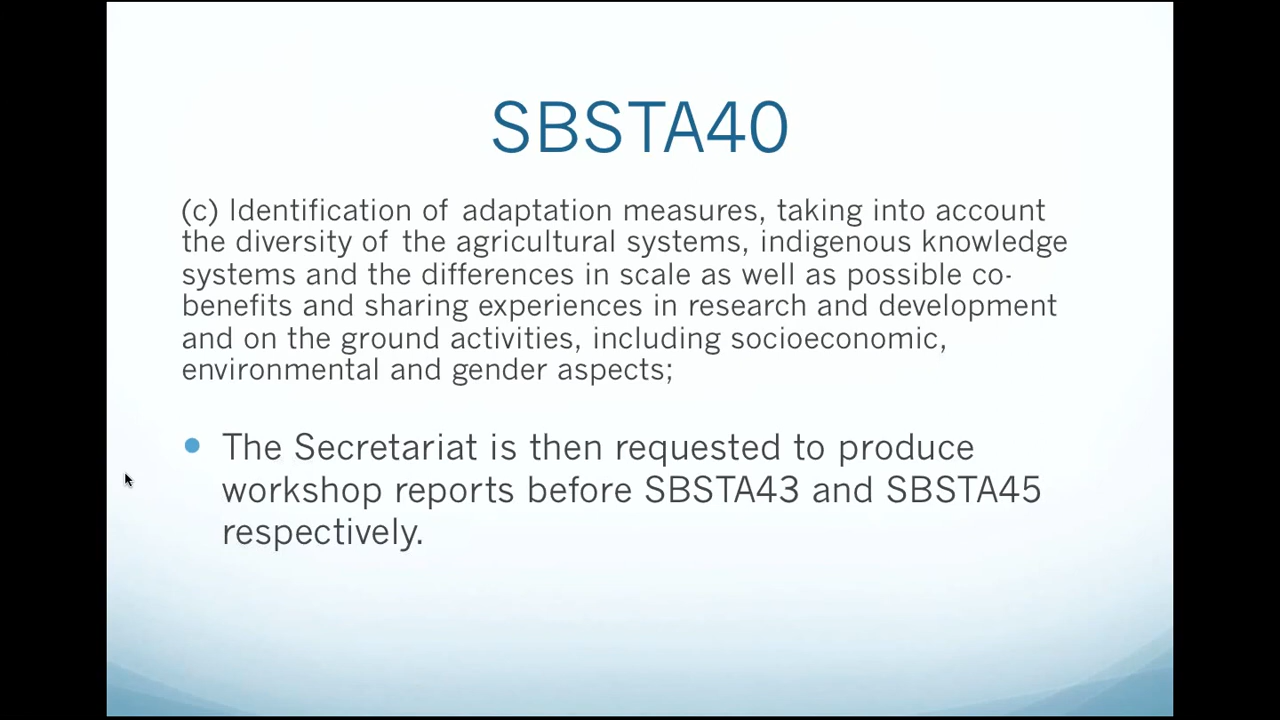 SBSTA40
(c) Identification of adaptation measures, taking into account
the diversity of the agricultural systems, indigenous knowledge
systems and the differences in scale as well as possible co-
benefits and sharing experiences in research and development
and on the ground activities, including socioeconomic,
environmental and gender aspects;
• The Secretariat is then requested to produce
workshop reports before SBSTA43 and SBSTA45
respectively.